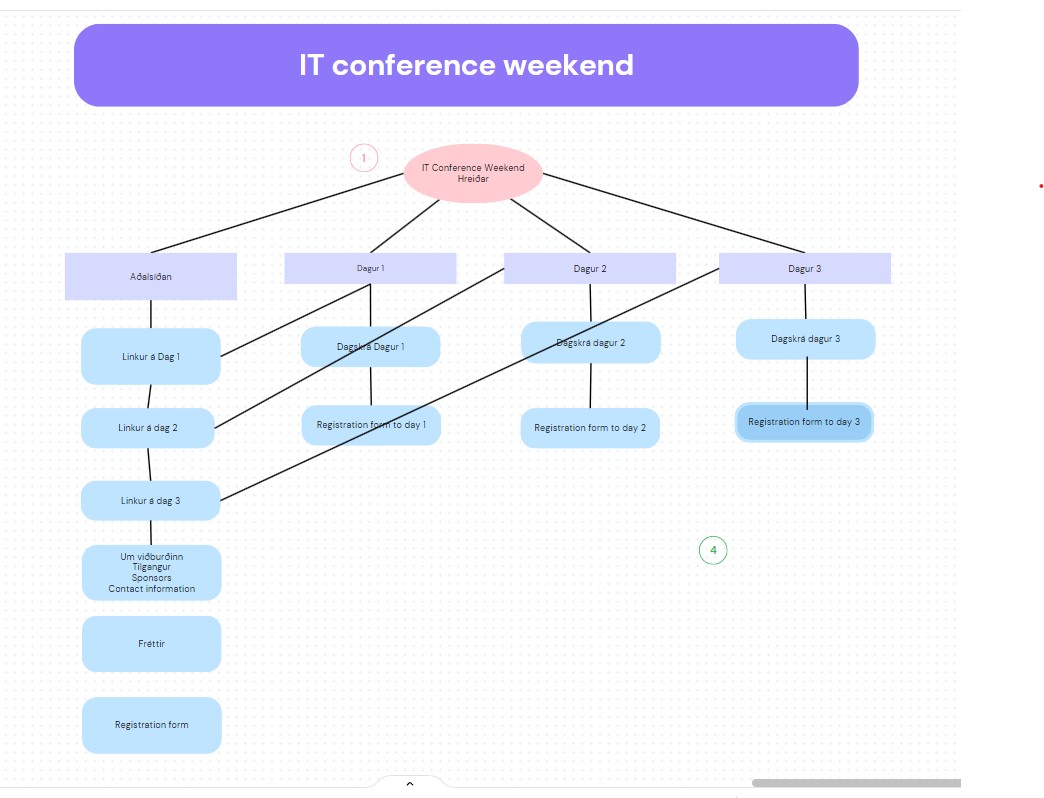 IT conference weekend
1
IT Conference Weekend
Hreiðar
Aðalsíðan
Dagur 1
Dagur 2
Dagur 3
Linkur á Dag 1
Dagskrá Dagur 1
Dagskrá dagur 2
Dagskrá dagur 3
Linkur á dag 2
Registration form to day 1
Registration form to day 2
Registration form to day 3
Linkur á dag 3
Um viðburðinn
Tilgangur
Sponsors
Contact information
4
Fréttir
Registration form